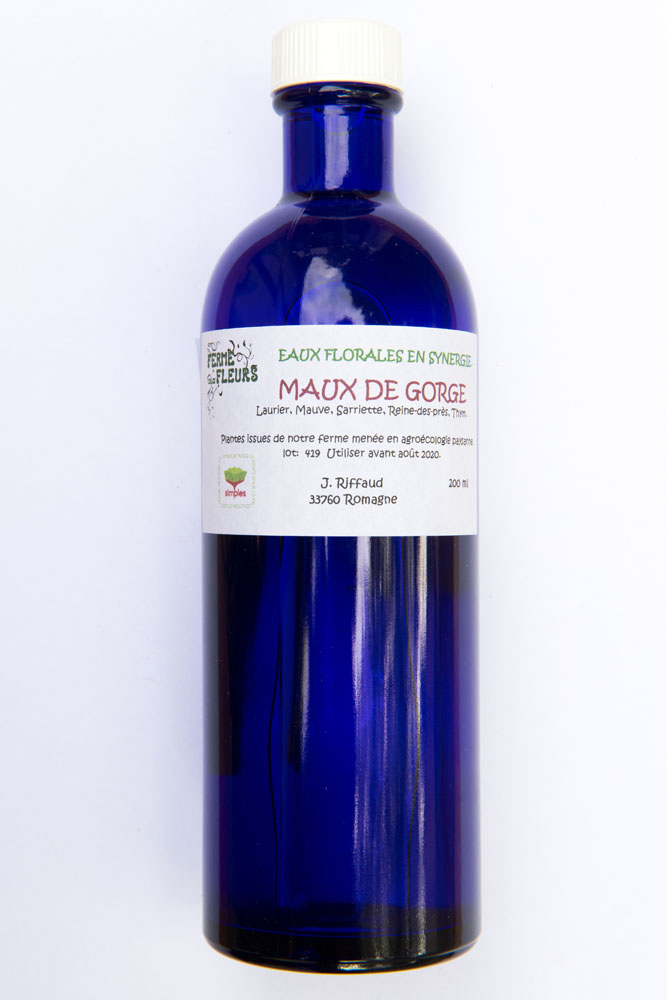 FERME
aux FLEURS
EAUX FLORALES EN SYNERGIE
MAUX DE GORGE
Laurier, Mauve, Sarriette, Reine-des-près, Thym.
Plantes issues de notre ferme menée en agroécologie paysanne
lot: 419 Utiliser avant août 2020.
simples
J. Riffaud
200 ml
33760 Romagne